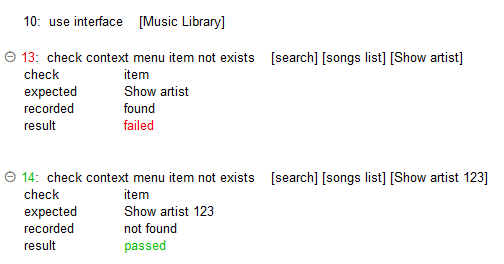 10: use interface [Music Library]
13: check context menu item not exists [search] [songs list] [Show artist]
check item
expected Show artist
recorded found
result failed
14: check context menu item not exists [search] [songs list] [Show artist 123]
check item
expected Show artist 123
recorded not found
result passed